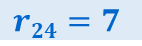 r₂₄ = 7